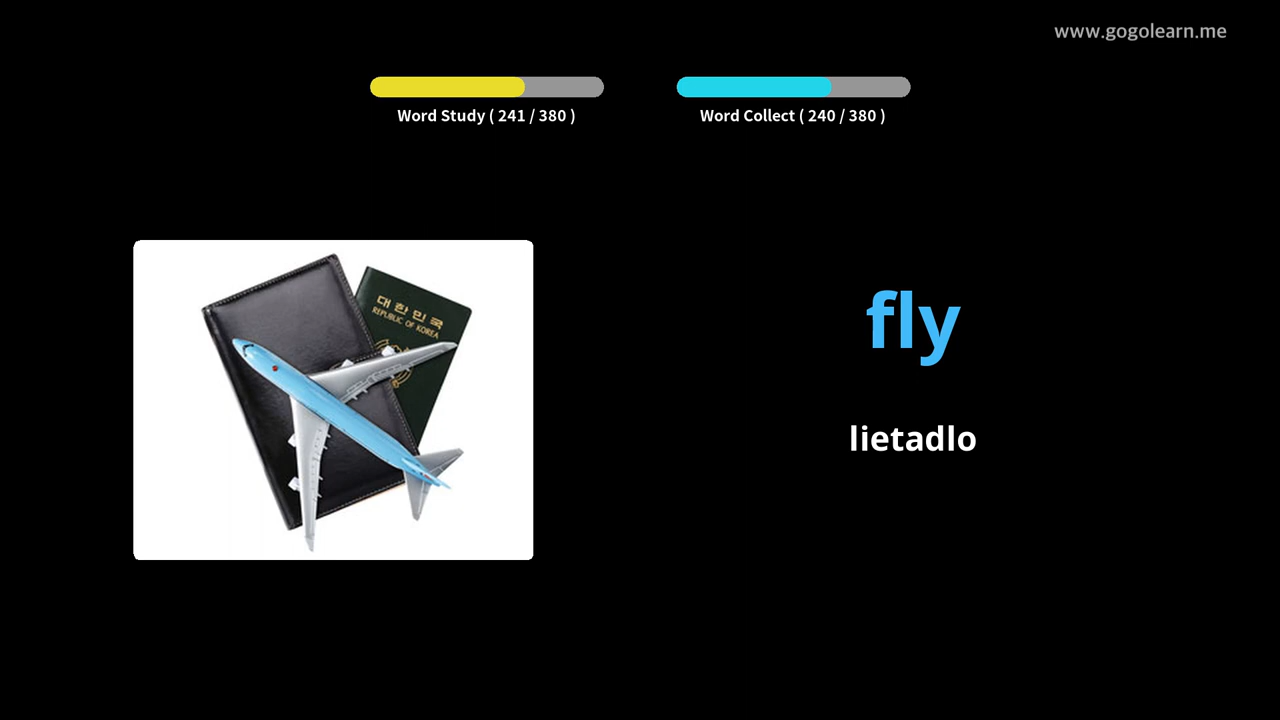 www.gogolearn.me
Word Study ( 241 / 380 )
Word Collect ( 240 / 380 )
대한민국
REPUBLIC OF KOREA
fly
lietadlo